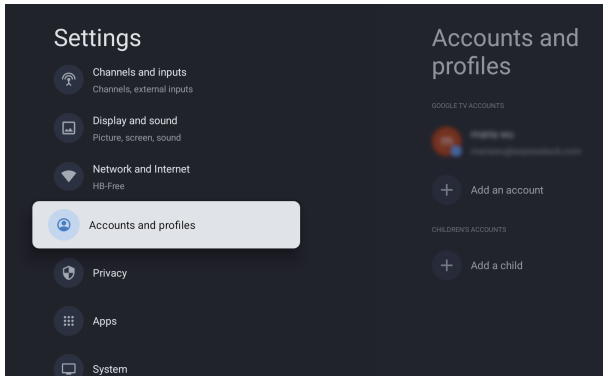 Settings
Channels and inputs
Channels, external inputs
Display and sound
Picture, screen, sound
Network and Internet
HB-Free
Accounts and profiles
Privacy
Apps
System
Accounts and
profiles
GOOGLE TV ACCOUNTS
Add an account
CHILDREN'S ACCOUNTS
Add a child